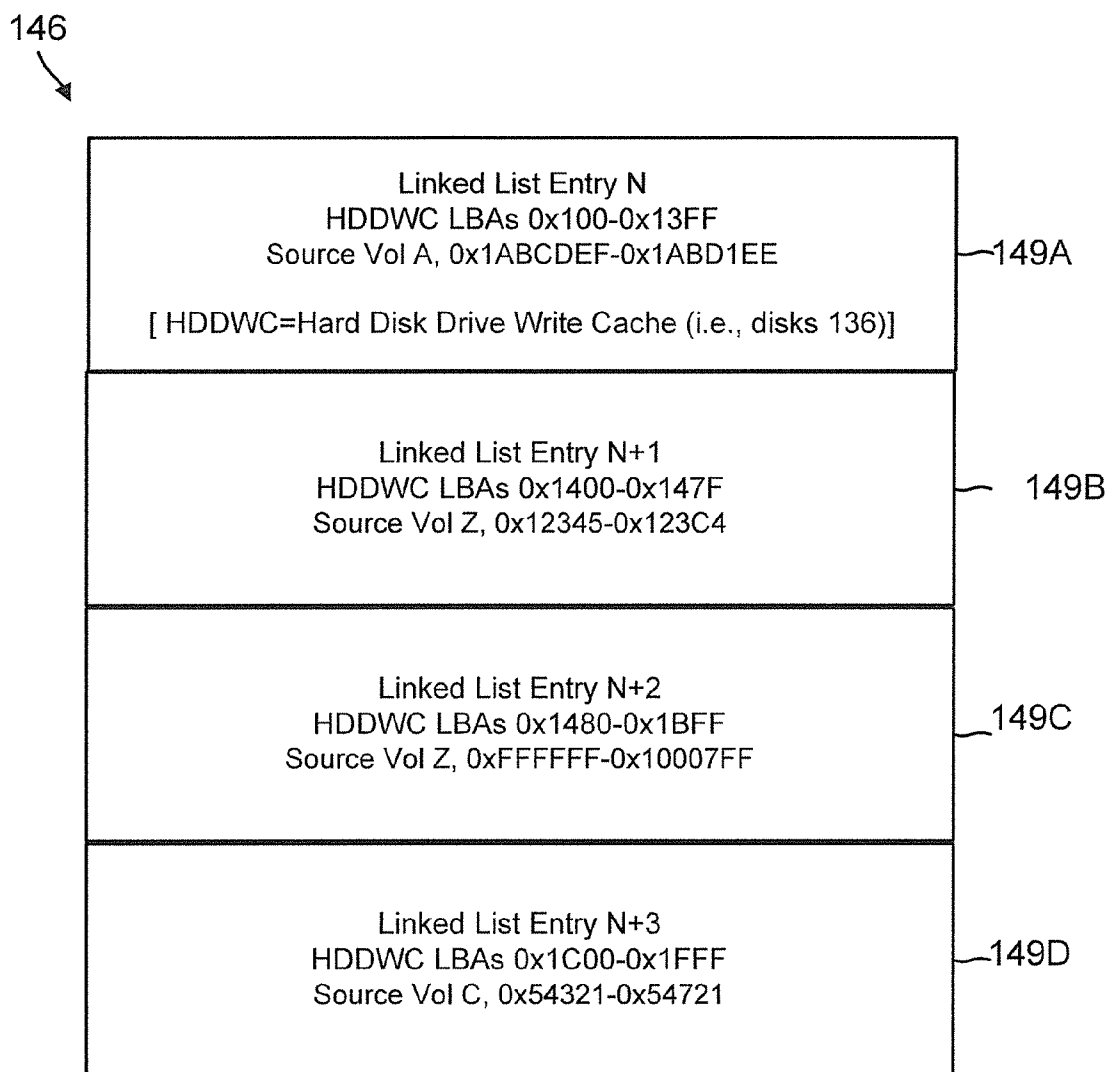 146
Linked List Entry N
HDDWC LBAs 0x100-0x13FF
Source Vol A, 0x1ABCDEF-0x1ABD1EE
149A
[ HDDWC=Hard Disk Drive Write Cache (i.e., disks 136)]
Linked List Entry N+1
HDDWC LBAs 0x1400-0x147F
149B
Source Vol Z, 0x12345-0x123C4
Linked List Entry N+2
HDDWC LBAs 0x1480-0x1BFF
149C
Source Vol Z, 0xFFFFFF-0x10007FF
Linked List Entry N+3
HDDWC LBAs 0x1C00-0x1FFF
149D
Source Vol C, 0x54321-0x54721